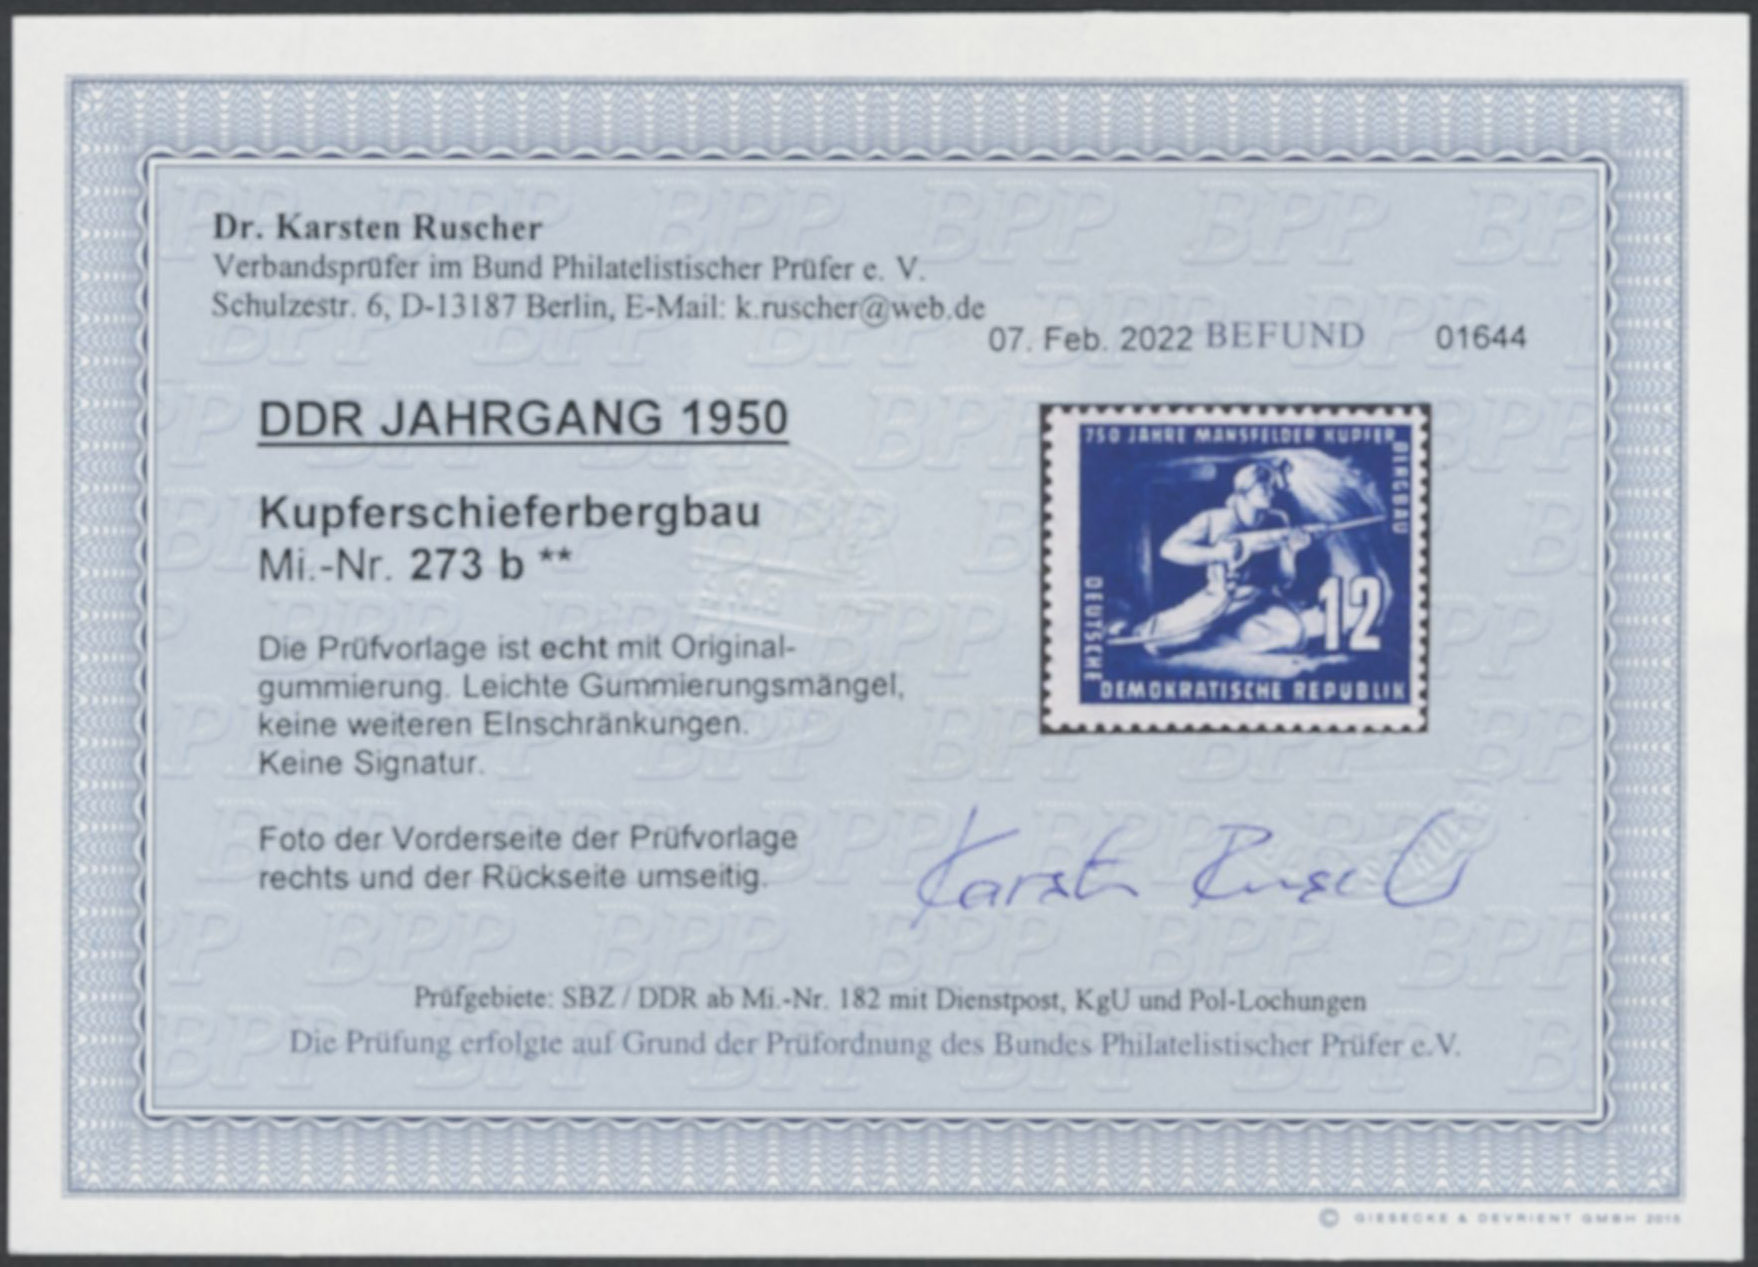 Dr. Karsten Ruscher
Verbandsprüfer im Bund Philatelistischer Prüfer e. V.
Schulzestr. 6, D-13187 Berlin, E-Mail: k.ruscher@web.de
07. Feb. 2022 BEFUND 01644
DDR JAHRGANG 1950
Kupferschieferbergbau
Mi.-Nr. 273 b **
Die Prüfvorlage ist echt mit Original-
gummierung. Leichte Gummierungsmängel,
keine weiteren EInschränkungen.
Keine Signatur.
Foto der Vorderseite der Prüfvorlage
rechts und der Rückseite umseitig.
750 JAHRE MANSFELDER KUPFER
BERGBAU
DEUTSCHE
12
DEMOKRATISCHE REPUBLIK
Karsten Ruscher
Prüfgebiete: SBZ / DDR ab Mi.-Nr. 182 mit Dienstpost, KgU und Pol-Lochungen
Die Prüfung erfolgte auf Grund der Prüfordnung des Bundes Philatelistischer Prüfer e.V.
© GIESECKE & DEVRIENT GMBH 2015
BPP